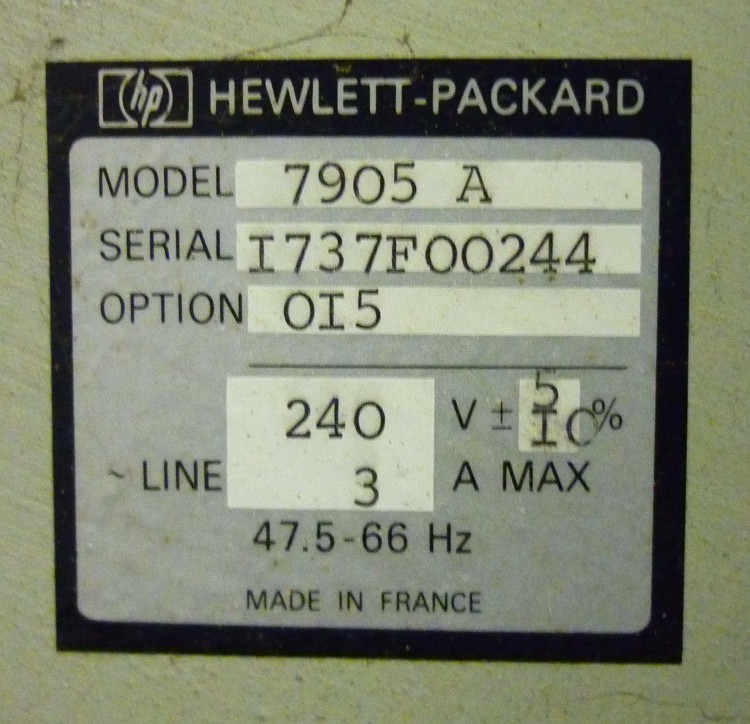 hp HEWLETT-PACKARD
MODEL 7905 A
SERIAL I737F00244
OPTION OI5
240 V ± 5 10 %
~ LINE 3 A MAX
47.5-66 Hz
MADE IN FRANCE